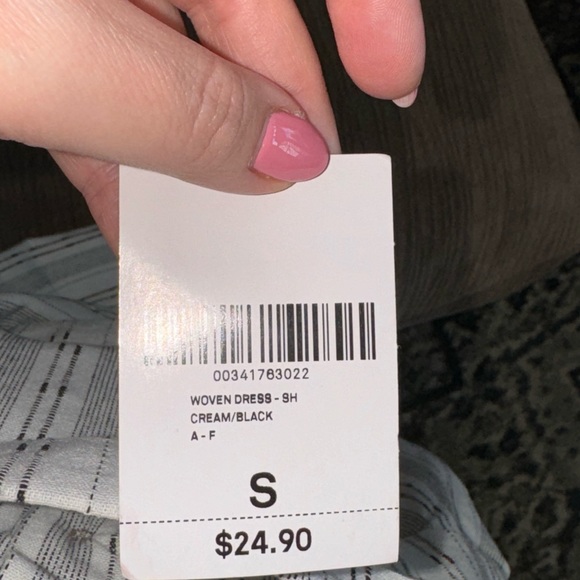 00341763022
WOVEN DRESS - SH
CREAM/BLACK
A - F
S
$24.90